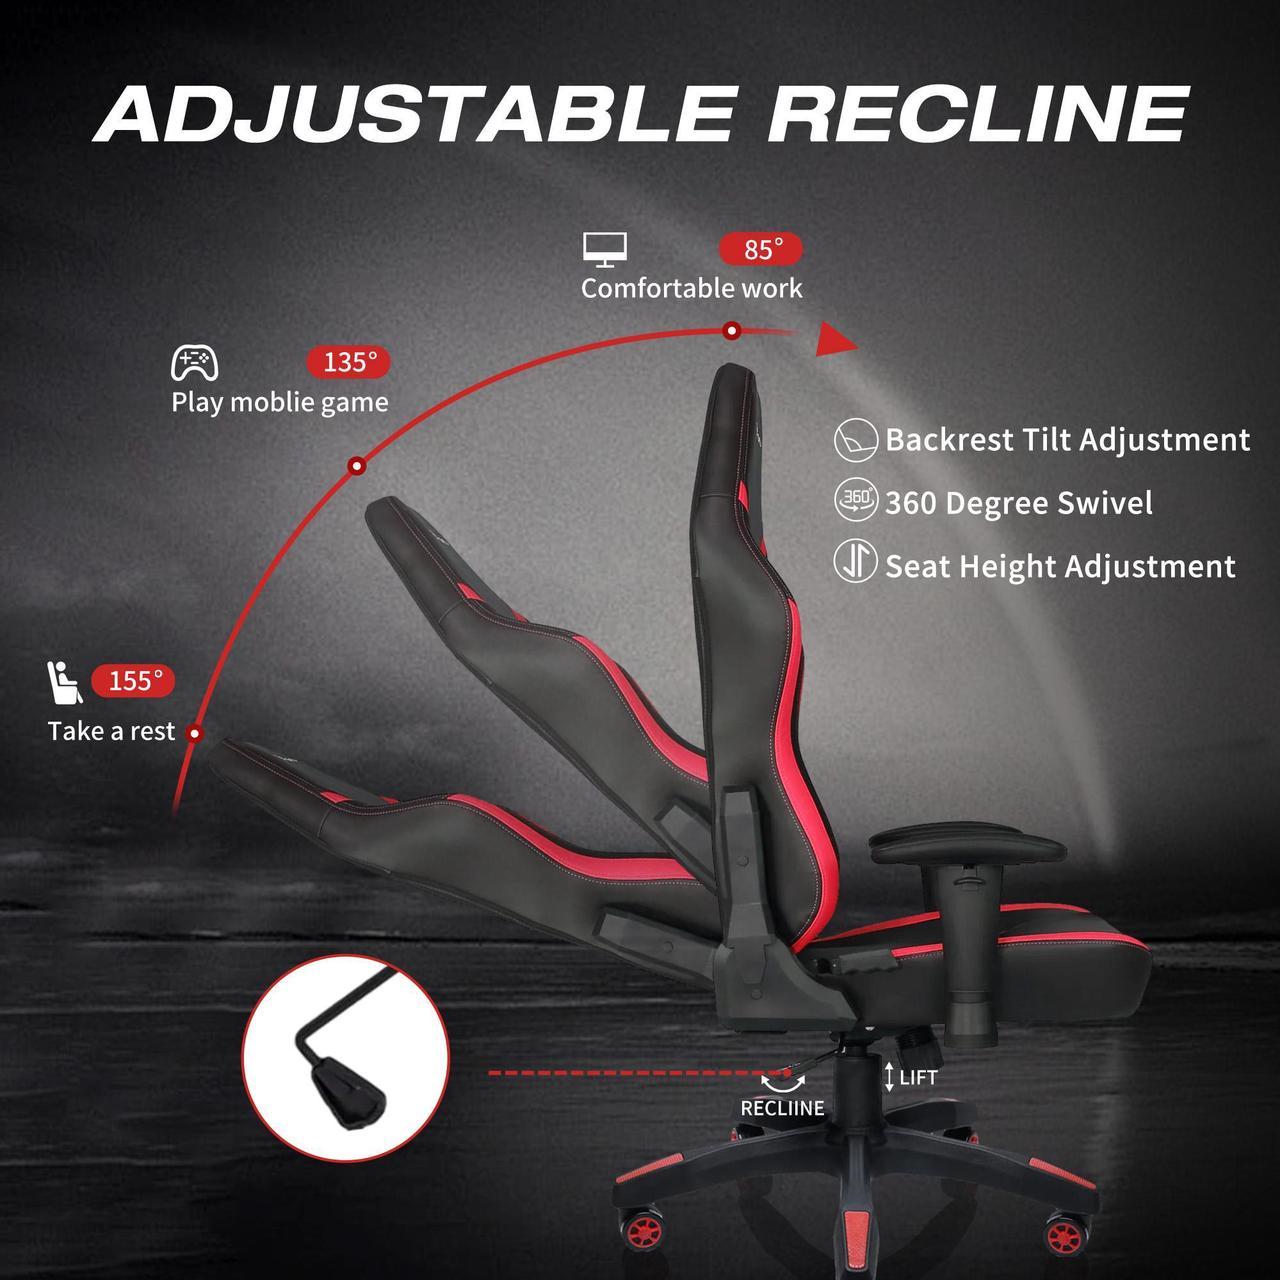 ADJUSTABLE RECLINE
85°
Comfortable work
135°
Play moblie game
Backrest Tilt Adjustment
360°
360 Degree Swivel
Seat Height Adjustment
155°
Take a rest
LIFT
RECLIINE